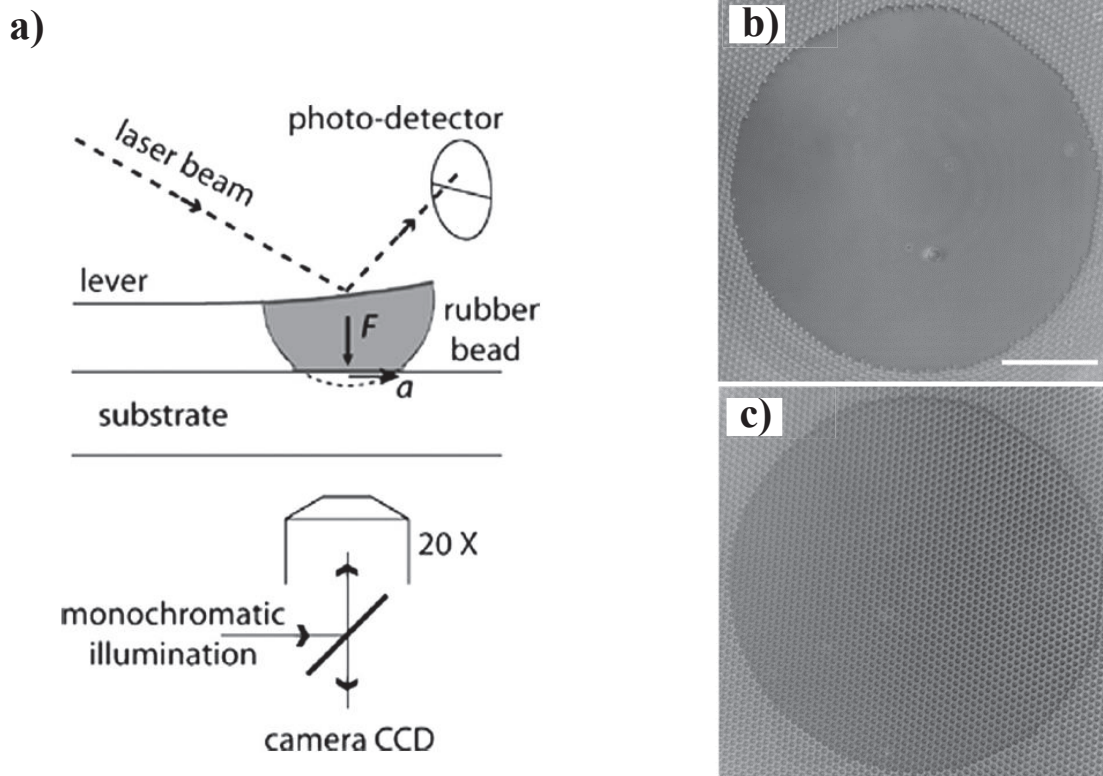 a)
photo-detector
laser beam
lever
F
rubber
bead
a
substrate
20 X
monochromatic
illumination
camera CCD
b)
c)